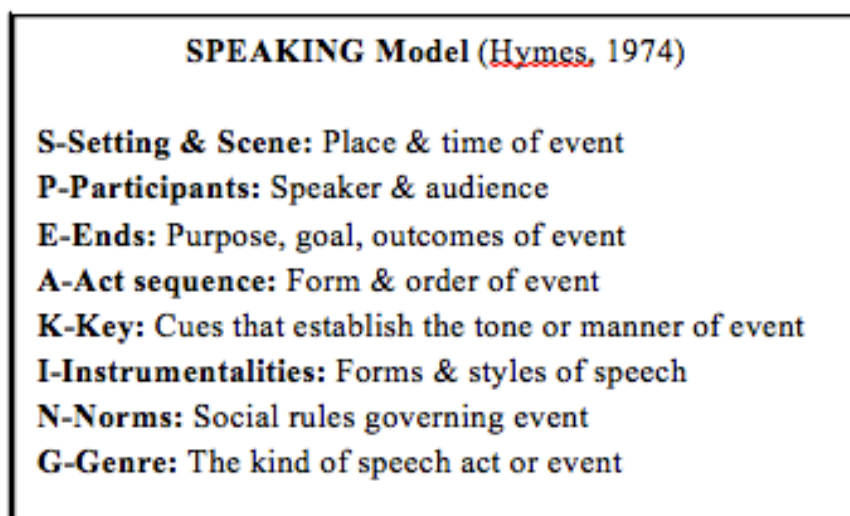 SPEAKING Model (Hymes, 1974)
S-Setting & Scene: Place & time of event
P-Participants: Speaker & audience
E-Ends: Purpose, goal, outcomes of event
A-Act sequence: Form & order of event
K-Key: Cues that establish the tone or manner of event
I-Instrumentalities: Forms & styles of speech
N-Norms: Social rules governing event
G-Genre: The kind of speech act or event